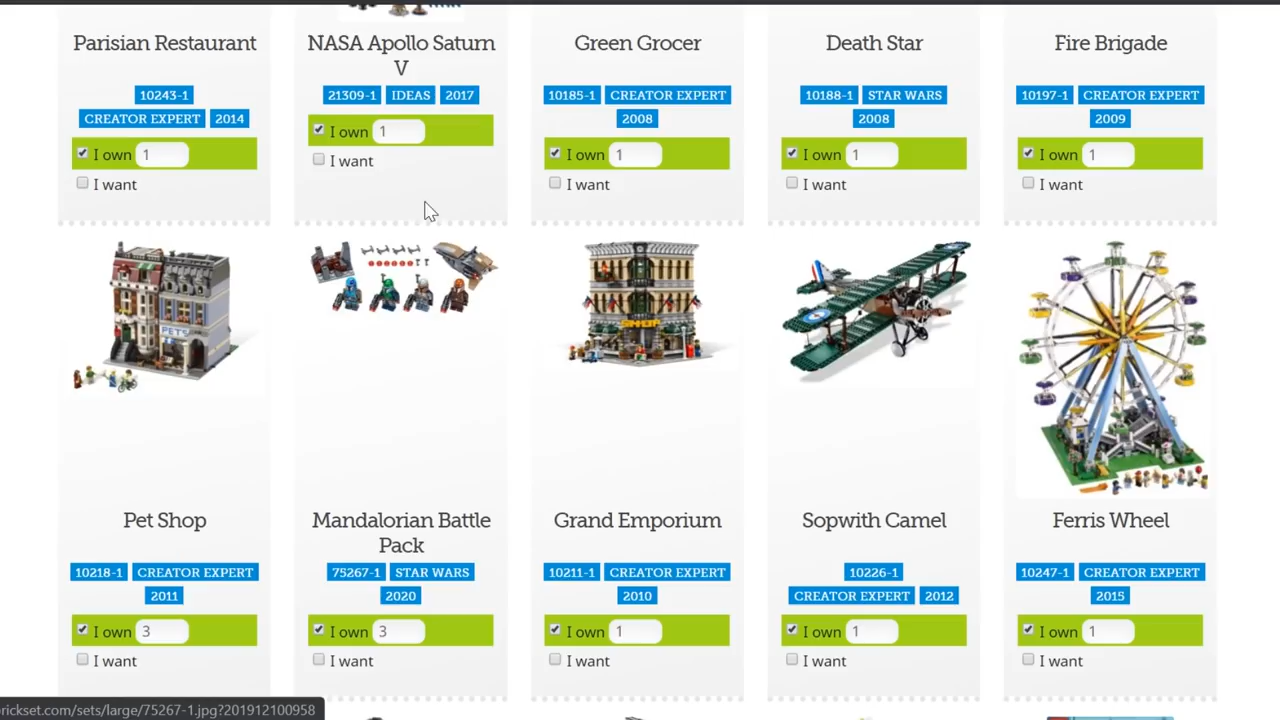 Parisian Restaurant
10243-1
CREATOR EXPERT 2014
I own 1
I want
NASA Apollo Saturn
V
21309-1 IDEAS 2017
I own 1
I want
Green Grocer
10185-1 CREATOR EXPERT
2008
I own 1
I want
Death Star
10188-1 STAR WARS
2008
I own 1
I want
Fire Brigade
10197-1 CREATOR EXPERT
2009
I own 1
I want
PETS
Pet Shop
10218-1 CREATOR EXPERT
2011
I own 3
I want
Mandalorian Battle
Pack
75267-1 STAR WARS
2020
I own 3
I want
SHOP
Grand Emporium
10211-1 CREATOR EXPERT
2010
I own 1
I want
Sopwith Camel
10226-1
CREATOR EXPERT 2012
I own 1
I want
Ferris Wheel
10247-1 CREATOR EXPERT
2015
I own 1
I want
rickset.com/sets/large/75267-1.jpg?201912100958